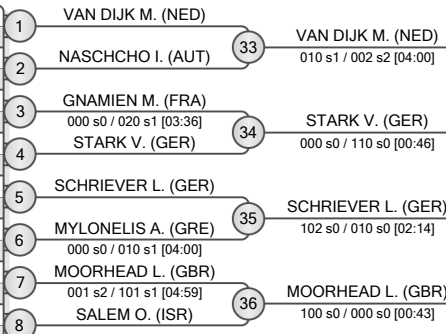 1
VAN DIJK M. (NED)
2
NASCHCHO I. (AUT)
33
VAN DIJK M. (NED)
010 s1 / 002 s2 [04:00]
3
GNAMIEN M. (FRA)
000 s0 / 020 s1 [03:36]
4
STARK V. (GER)
34
STARK V. (GER)
000 s0 / 110 s0 [00:46]
5
SCHRIEVER L. (GER)
6
MYLONELIS A. (GRE)
000 s0 / 010 s1 [04:00]
35
SCHRIEVER L. (GER)
102 s0 / 010 s0 [02:14]
7
MOORHEAD L. (GBR)
001 s2 / 101 s1 [04:59]
8
SALEM O. (ISR)
36
MOORHEAD L. (GBR)
100 s0 / 000 s0 [00:43]